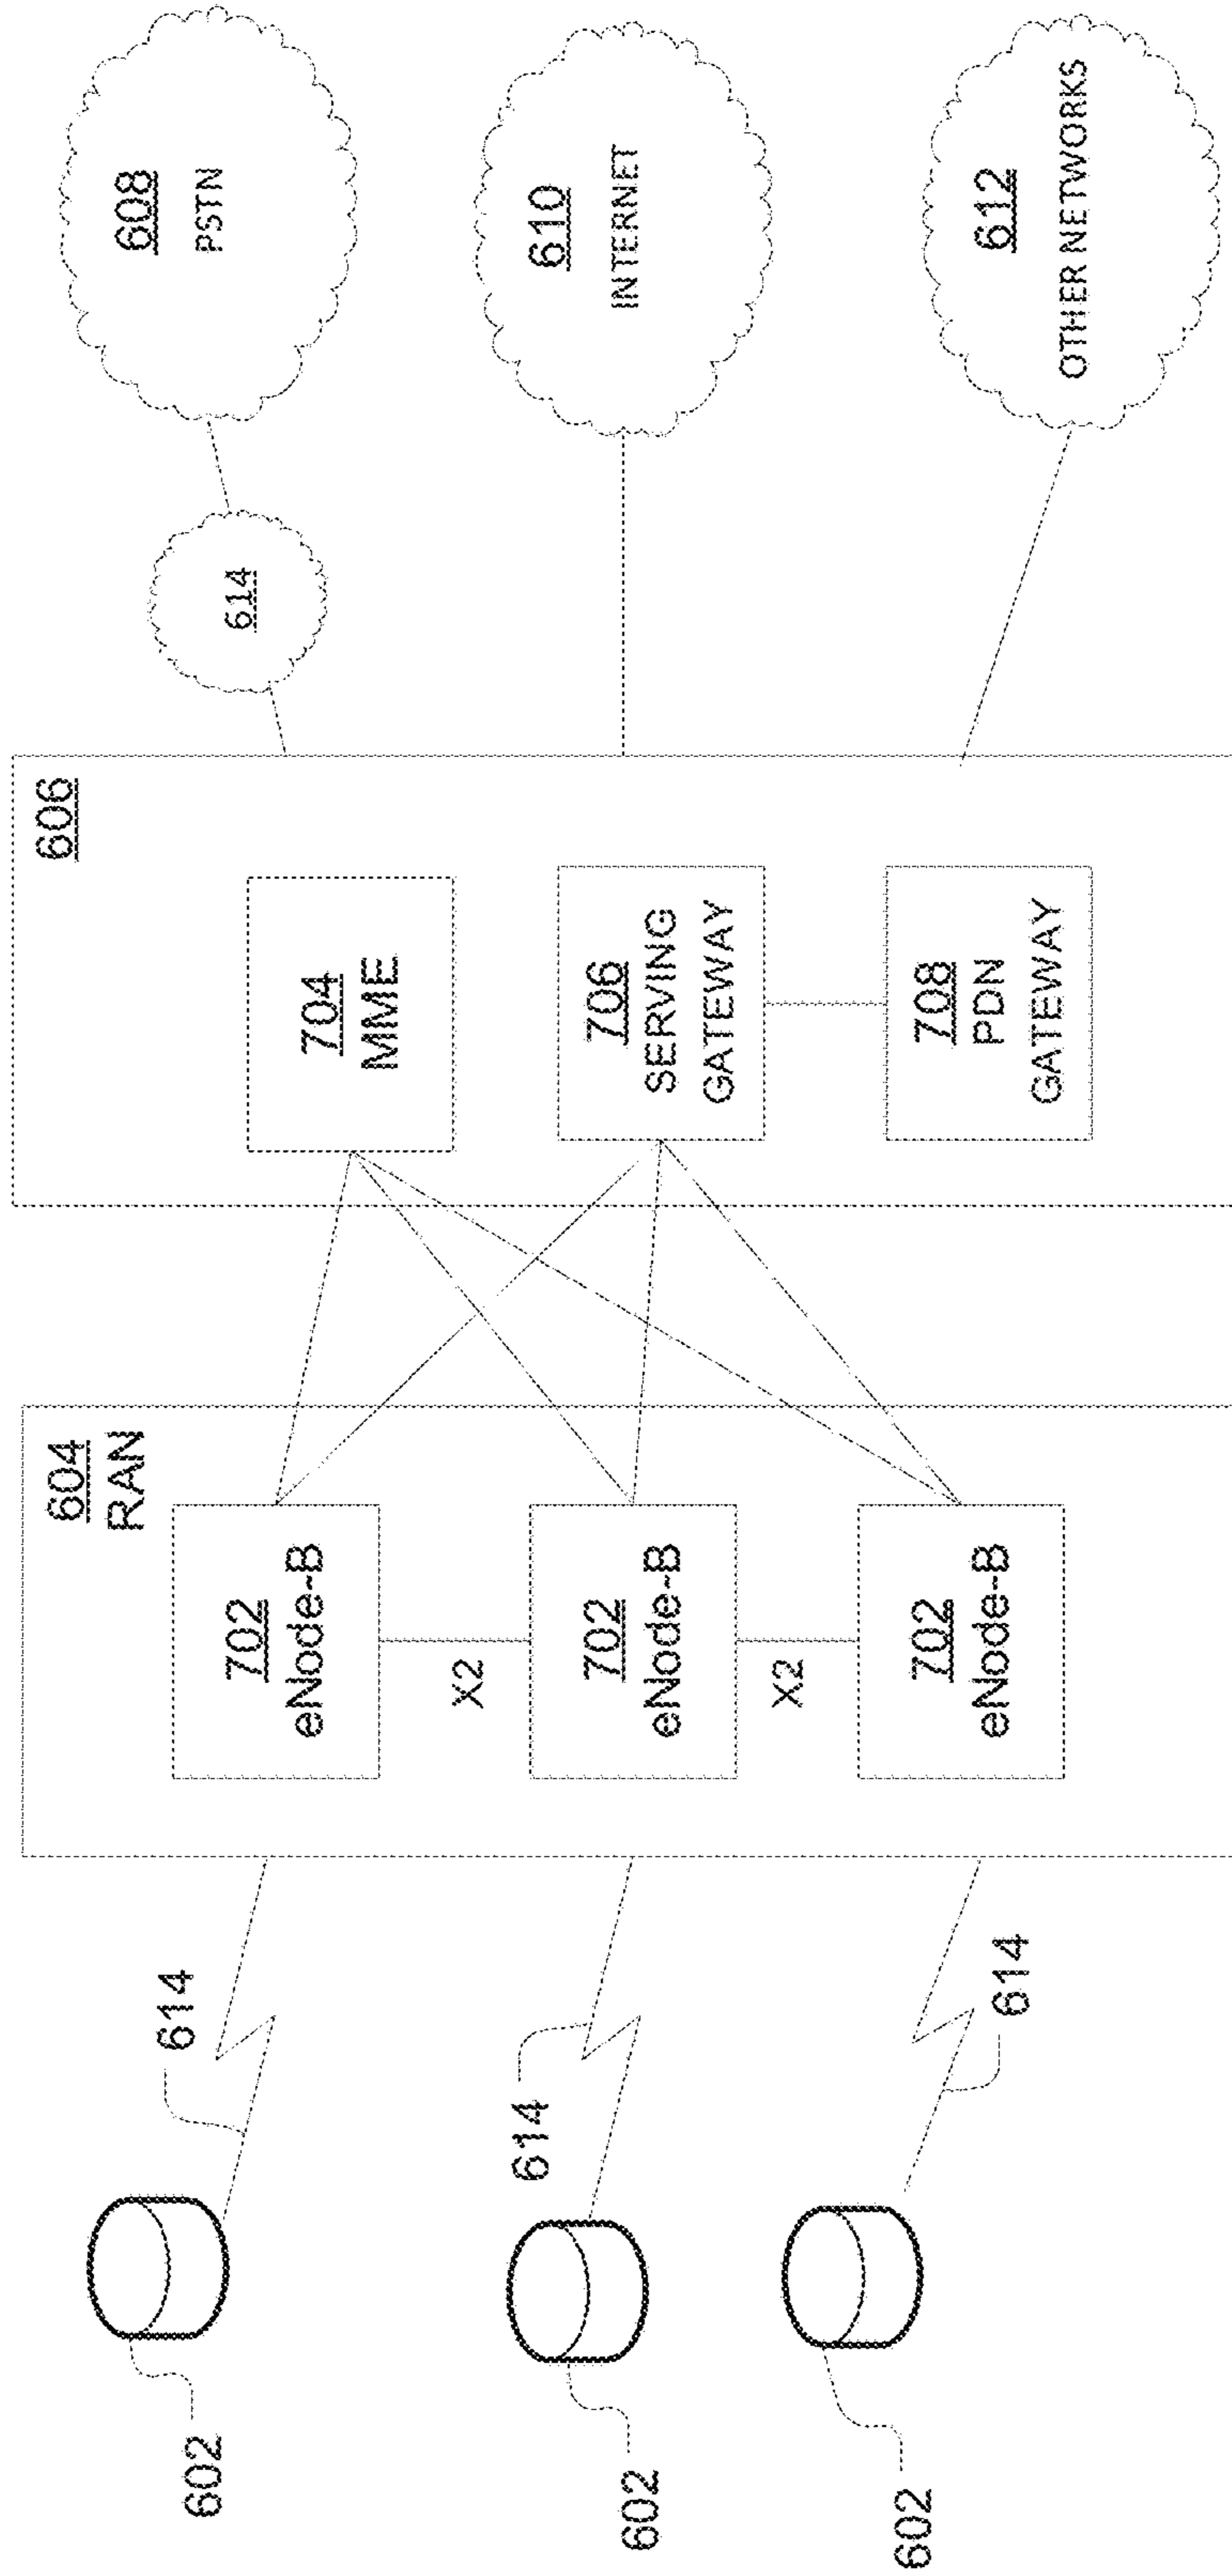 602
614
602
614
602
614
604
RAN
702
eNode-B
X2
702
eNode-B
X2
702
eNode-B
606
704
MME
706
SERVING
GATEWAY
708
PDN
GATEWAY
614
608
PSTN
610
INTERNET
612
OTHER NETWORKS